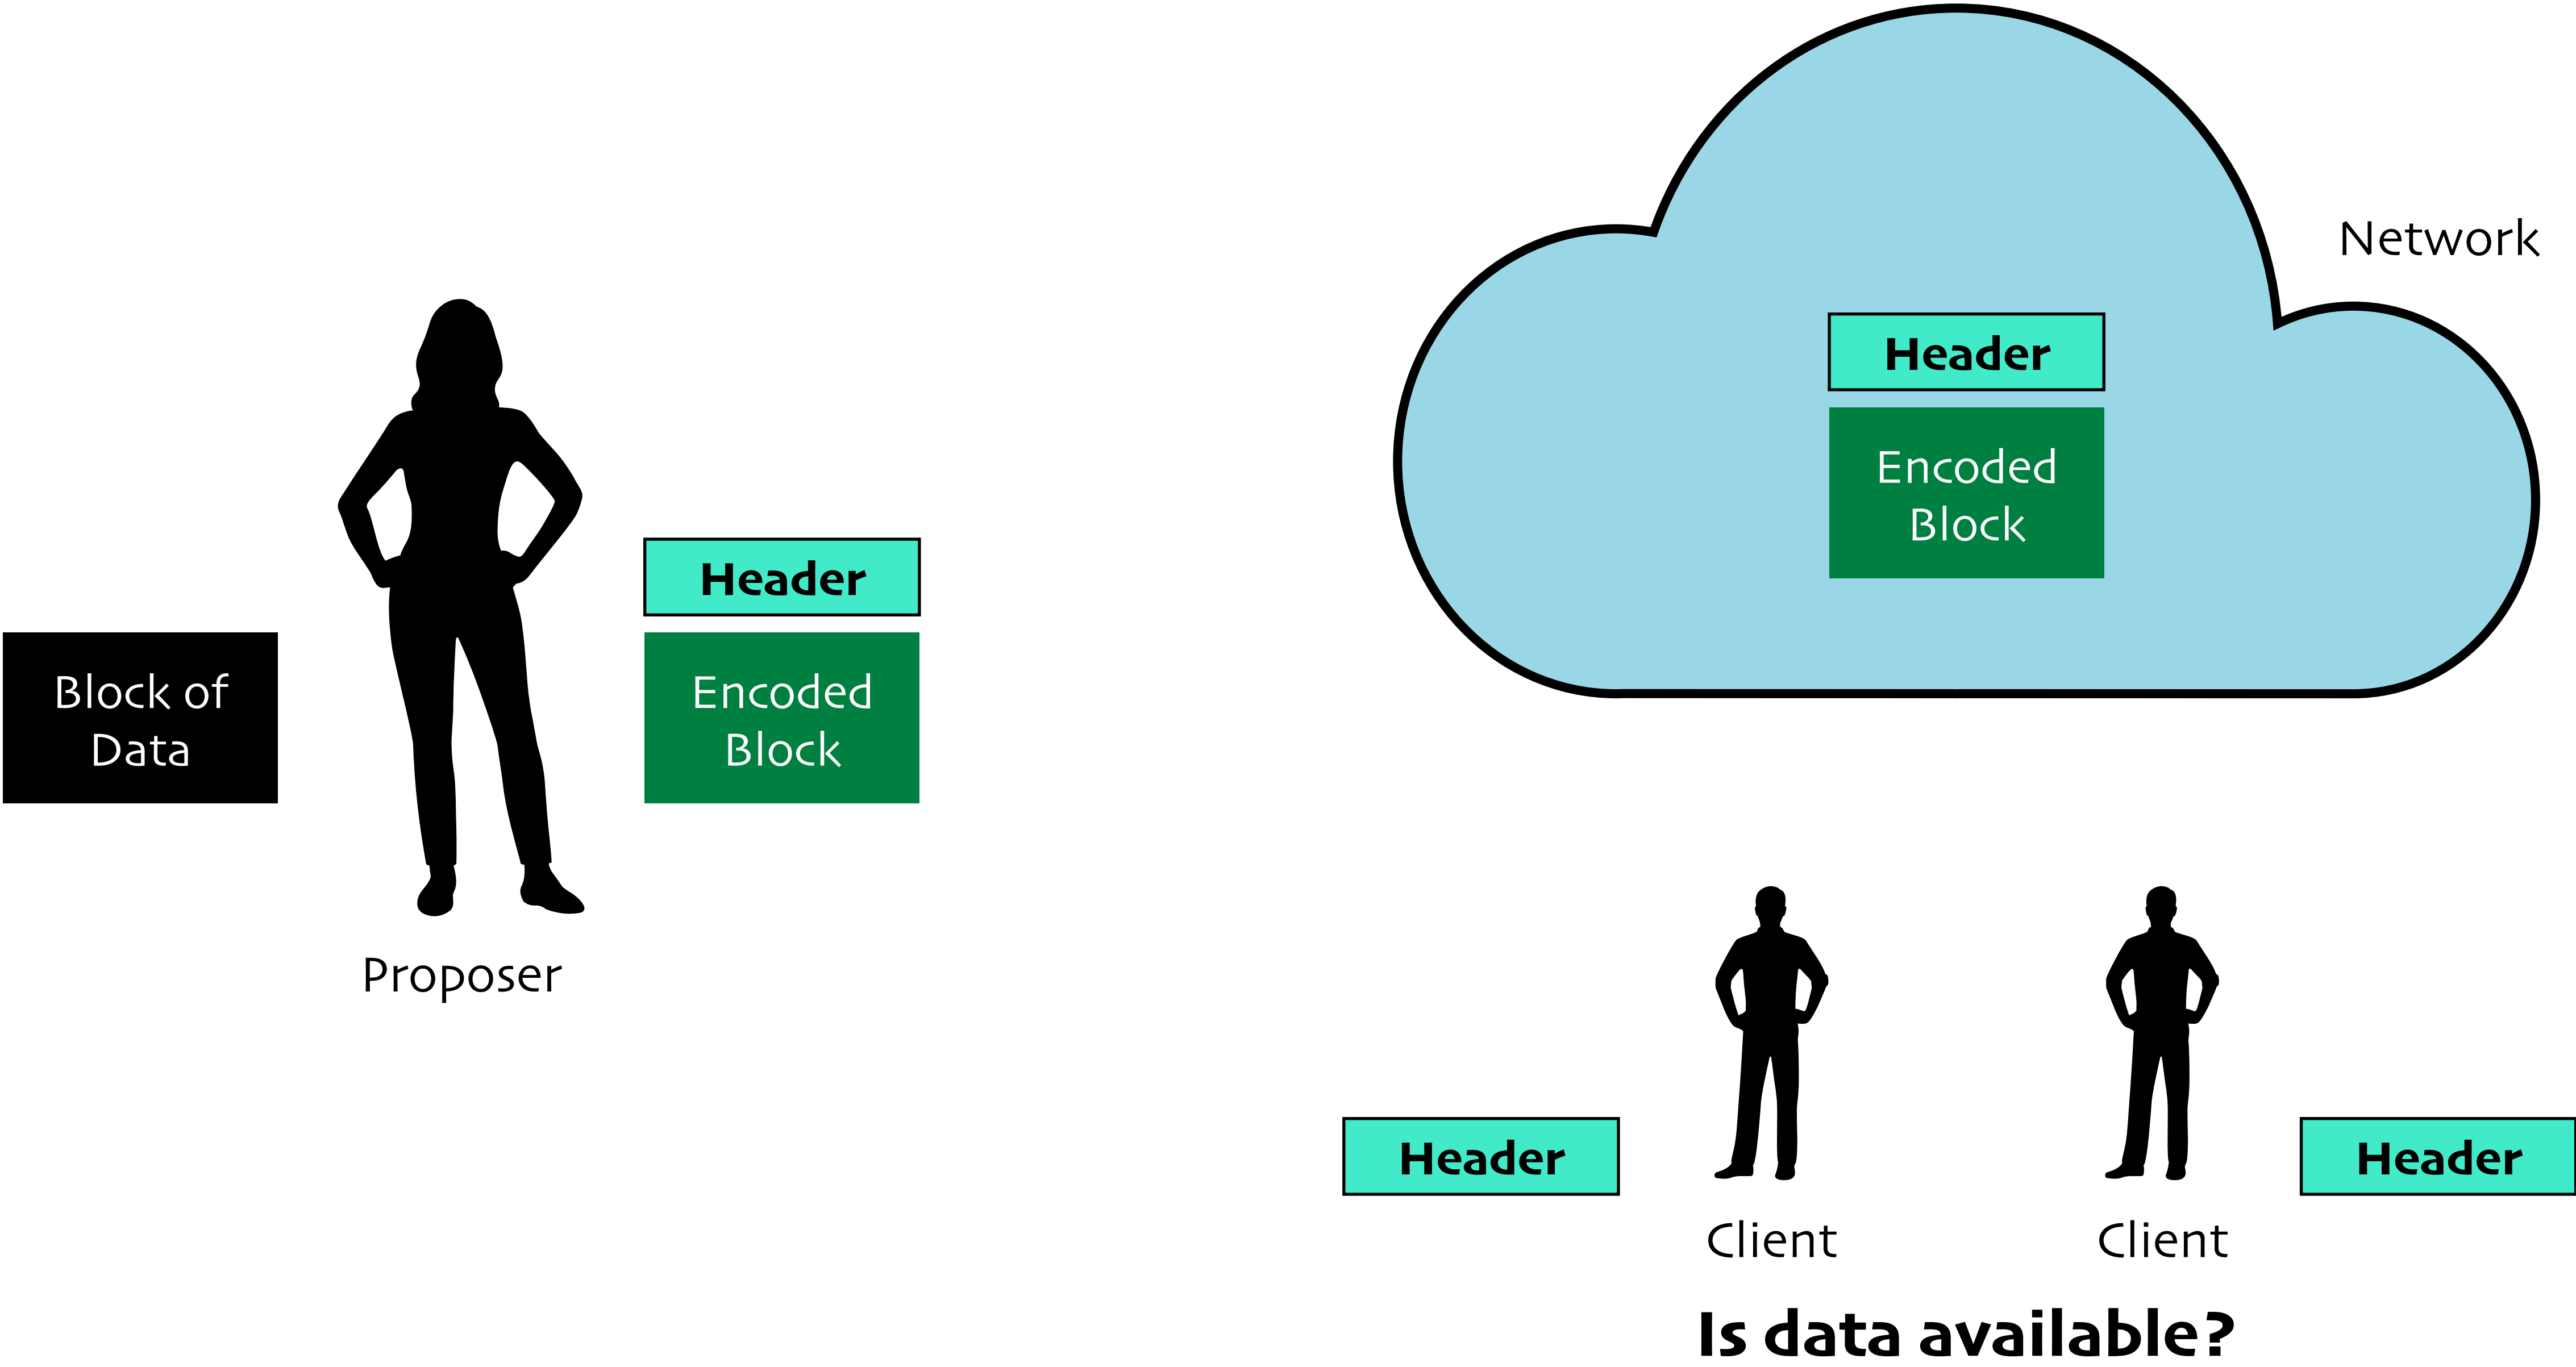 Block of
Data
Proposer
Header
Encoded
Block
Network
Header
Encoded
Block
Header
Client
Client
Header
Is data available?